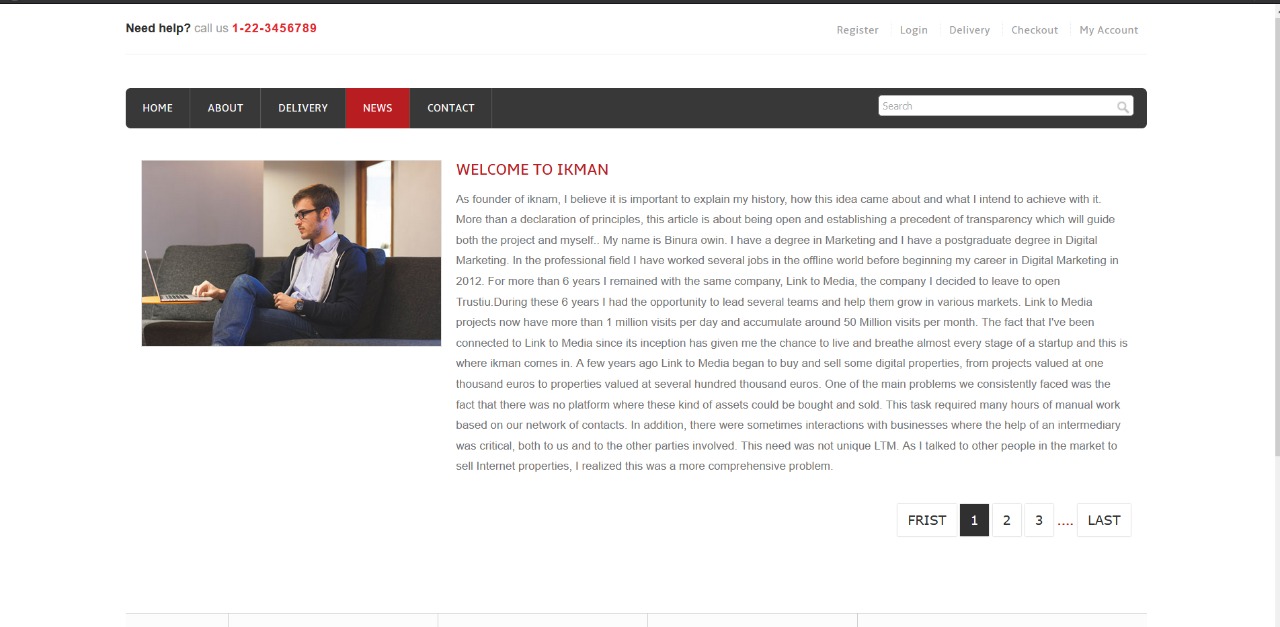 Need help? call us 1-22-3456789
Register Login Delivery Checkout My Account
HOME ABOUT DELIVERY NEWS CONTACT Search
WELCOME TO IKMAN
As founder of iknam, I believe it is important to explain my history, how this idea came about and what I intend to achieve with it.
More than a declaration of principles, this article is about being open and establishing a precedent of transparency which will guide
both the project and myself.. My name is Binura owin. I have a degree in Marketing and I have a postgraduate degree in Digital
Marketing. In the professional field I have worked several jobs in the offline world before beginning my career in Digital Marketing in
2012. For more than 6 years I remained with the same company, Link to Media, the company I decided to leave to open
Trustiu.During these 6 years I had the opportunity to lead several teams and help them grow in various markets. Link to Media
projects now have more than 1 million visits per day and accumulate around 50 Million visits per month. The fact that I've been
connected to Link to Media since its inception has given me the chance to live and breathe almost every stage of a startup and this is
where ikman comes in. A few years ago Link to Media began to buy and sell some digital properties, from projects valued at one
thousand euros to properties valued at several hundred thousand euros. One of the main problems we consistently faced was the
fact that there was no platform where these kind of assets could be bought and sold. This task required many hours of manual work
based on our network of contacts. In addition, there were sometimes interactions with businesses where the help of an intermediary
was critical, both to us and to the other parties involved. This need was not unique LTM. As I talked to other people in the market to
sell Internet properties, I realized this was a more comprehensive problem.
FRIST 1 2 3 .... LAST